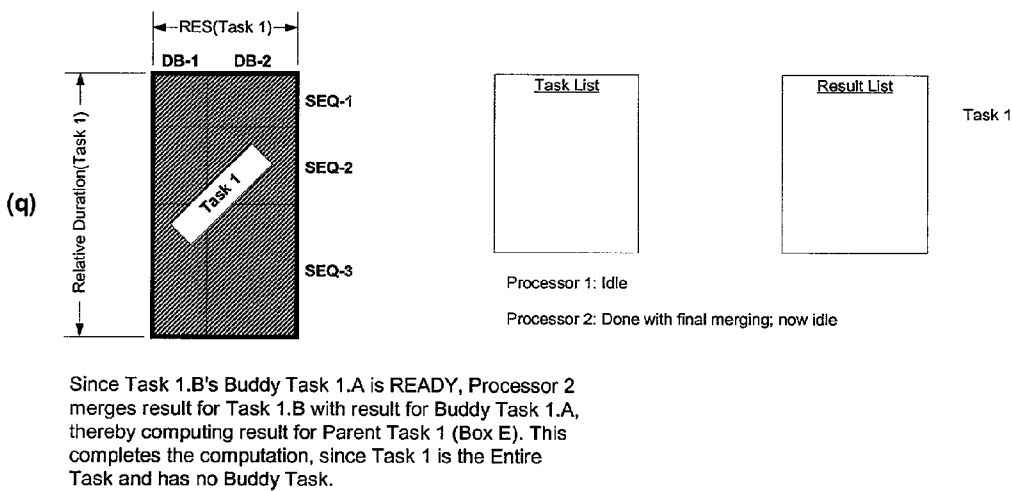 RES(Task 1)
DB-1 DB-2
Task List
Result List
SEQ-1
Task 1
Relative Duration(Task 1)
SEQ-2
Task 1
(q)
SEQ-3
Processor 1: Idle
Processor 2: Done with final merging; now idle
Since Task 1.B's Buddy Task 1.A is READY, Processor 2
merges result for Task 1.B with result for Buddy Task 1.A,
thereby computing result for Parent Task 1 (Box E). This
completes the computation, since Task 1 is the Entire
Task and has no Buddy Task.